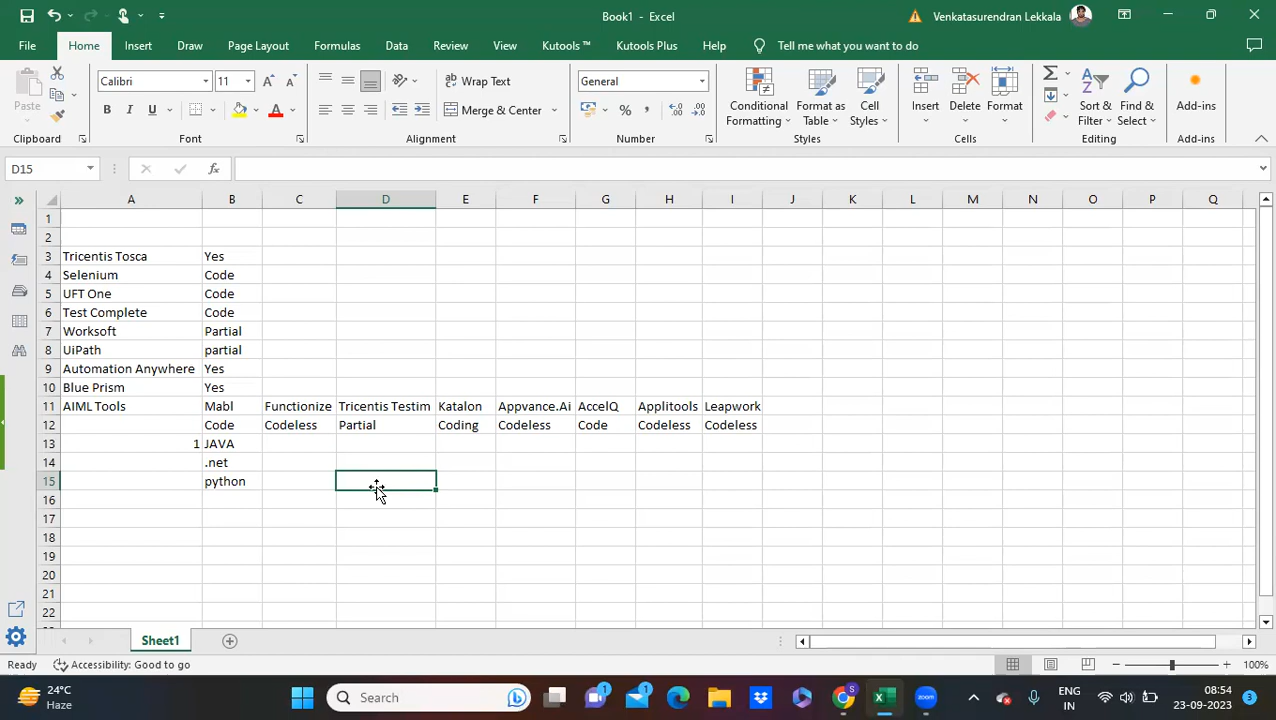 Book1 - Excel
Venkatasurendran Lekkala
File Home Insert Draw Page Layout Formulas Data Review View Kutools ™ Kutools Plus Help Tell me what you want to do
Paste
Calibri 11
Wrap Text
General
Conditional Formatting
Format as Table
Cell Styles
Insert
Delete
Format
Sort & Filter
Find & Select
Add-ins
B I U
Merge & Center
Clipboard Font Alignment Number Styles Cells Editing Add-ins
D15 fx
A B C D E F G H I J K L M N O P Q
1
2
3 Tricentis Tosca Yes
4 Selenium Code
5 UFT One Code
6 Test Complete Code
7 Worksoft Partial
8 UiPath partial
9 Automation Anywhere Yes
10 Blue Prism Yes
11 AIML Tools Mabl Functionize Tricentis Testim Katalon Appvance.Ai AccelQ Applitools Leapwork
12 Code Codeless Partial Coding Codeless Code Codeless Codeless
13 1 JAVA
14 .net
15 python
16
17
18
19
20
21
22
Sheet1
Ready Accessibility: Good to go 100%
24°C
Haze
Search
ENG
IN
08:54
23-09-2023
3